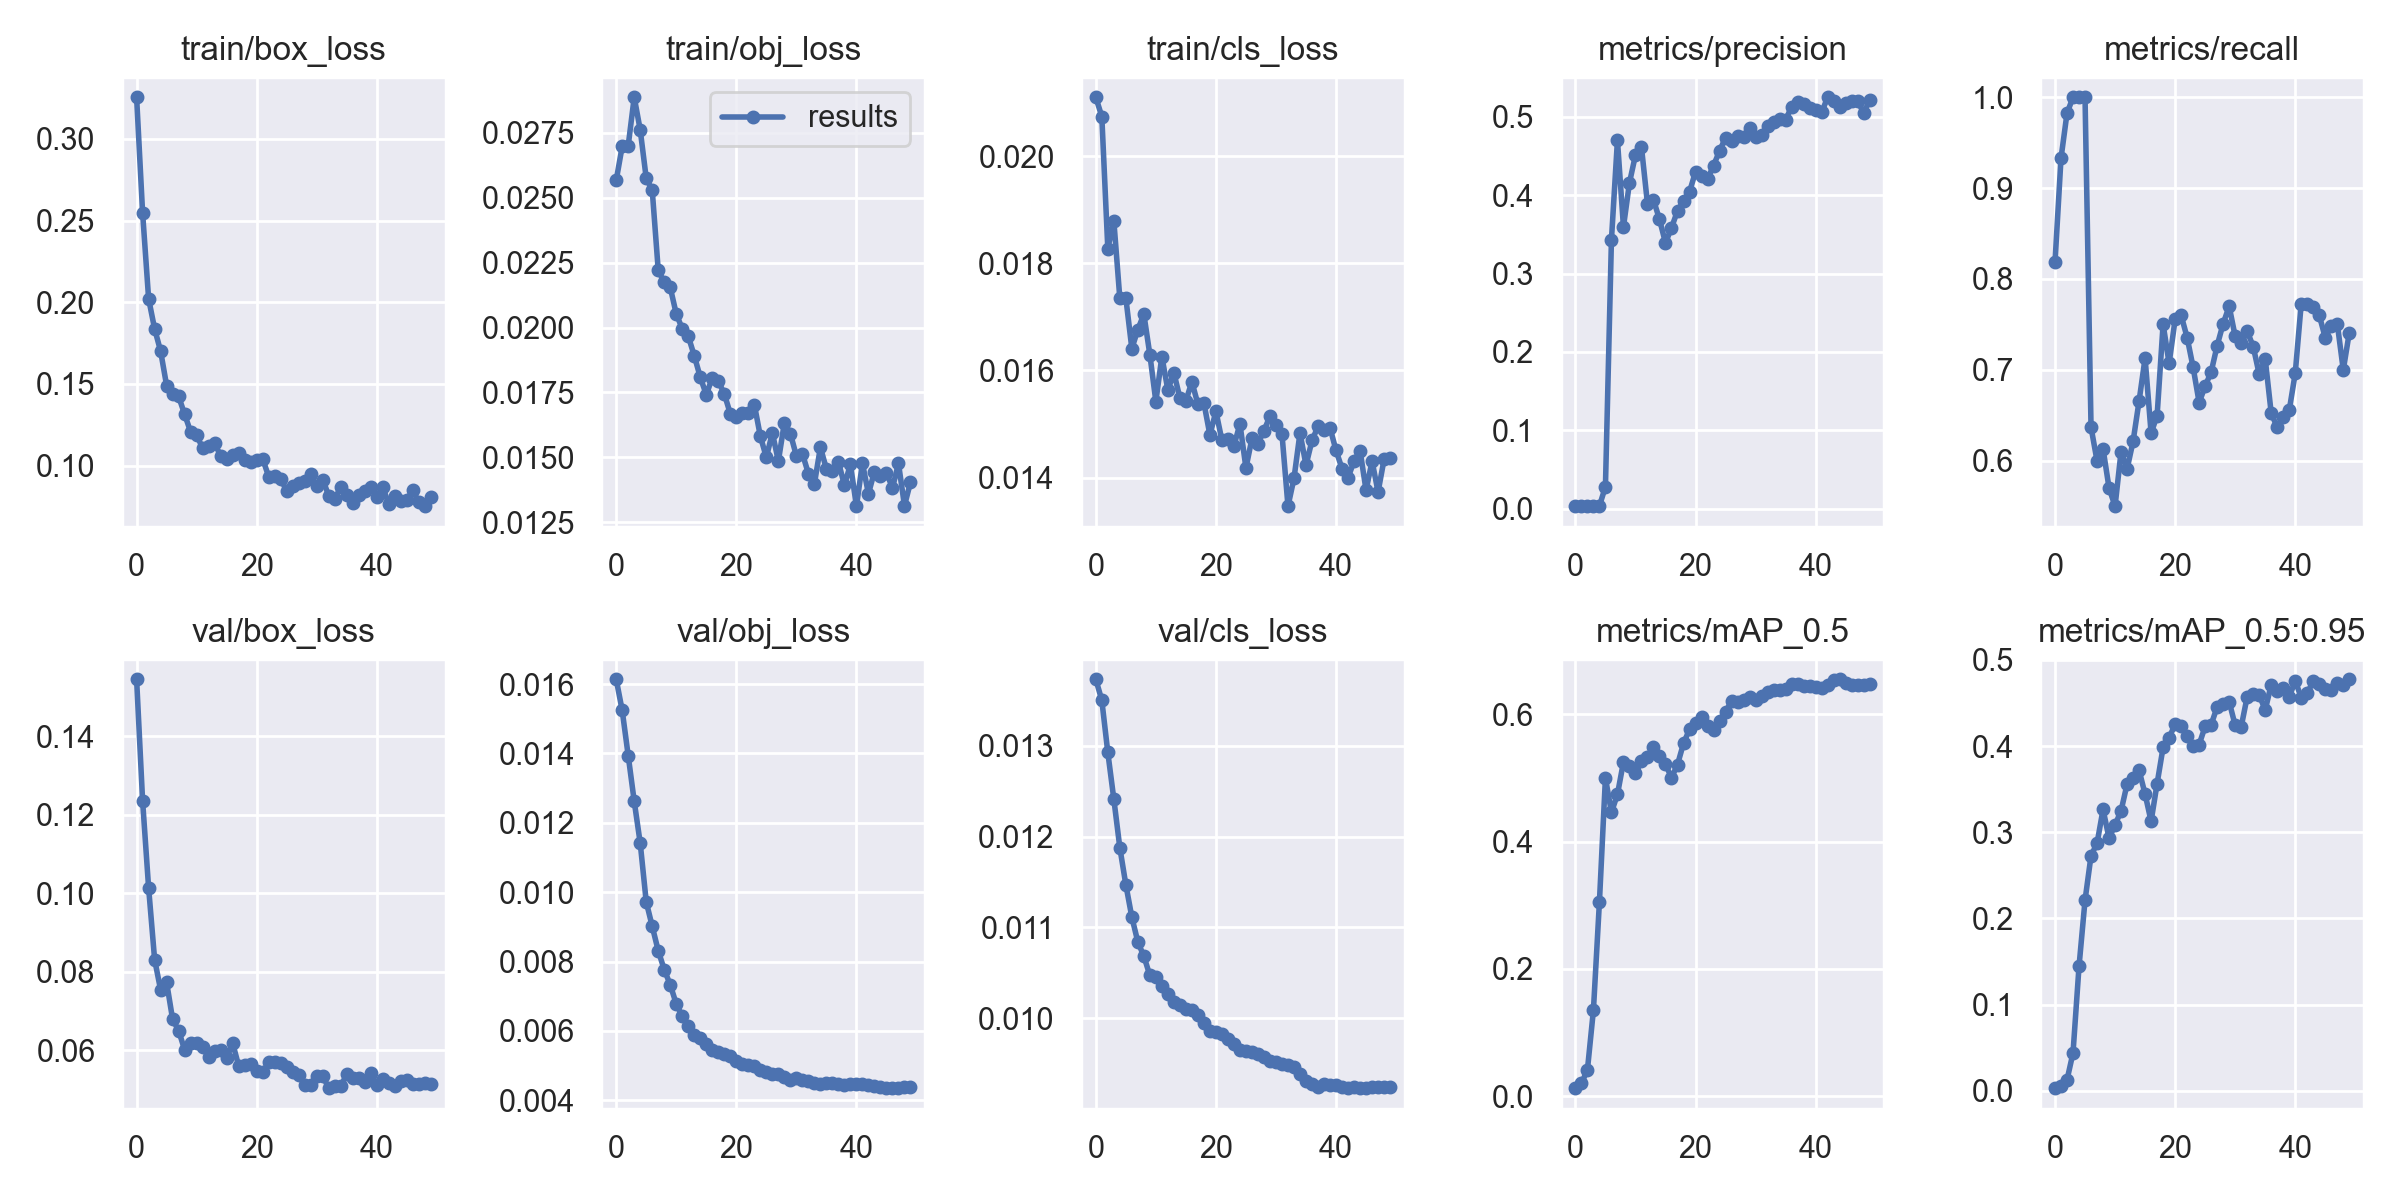 train/box_loss
0.30
0.25
0.20
0.15
0.10
0 20 40
train/obj_loss
results
0.0275
0.0250
0.0225
0.0200
0.0175
0.0150
0.0125
0 20 40
train/cls_loss
0.020
0.018
0.016
0.014
0 20 40
metrics/precision
0.5
0.4
0.3
0.2
0.1
0.0
0 20 40
metrics/recall
1.0
0.9
0.8
0.7
0.6
0 20 40
val/box_loss
0.14
0.12
0.10
0.08
0.06
0 20 40
val/obj_loss
0.016
0.014
0.012
0.010
0.008
0.006
0.004
0 20 40
val/cls_loss
0.013
0.012
0.011
0.010
0 20 40
metrics/mAP_0.5
0.6
0.4
0.2
0.0
0 20 40
metrics/mAP_0.5:0.95
0.5
0.4
0.3
0.2
0.1
0.0
0 20 40